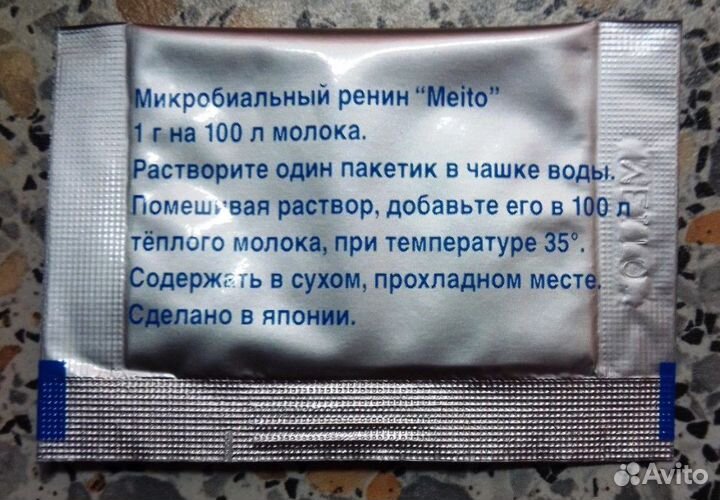 Микробиальный ренин "Meito"
1 г на 100 л молока.
Растворите один пакетик в чашке воды.
Помешивая раствор, добавьте его в 100 л
тёплого молока, при температуре 35°.
Содержать в сухом, прохладном месте.
Сделано в японии.
MEITO
Avito